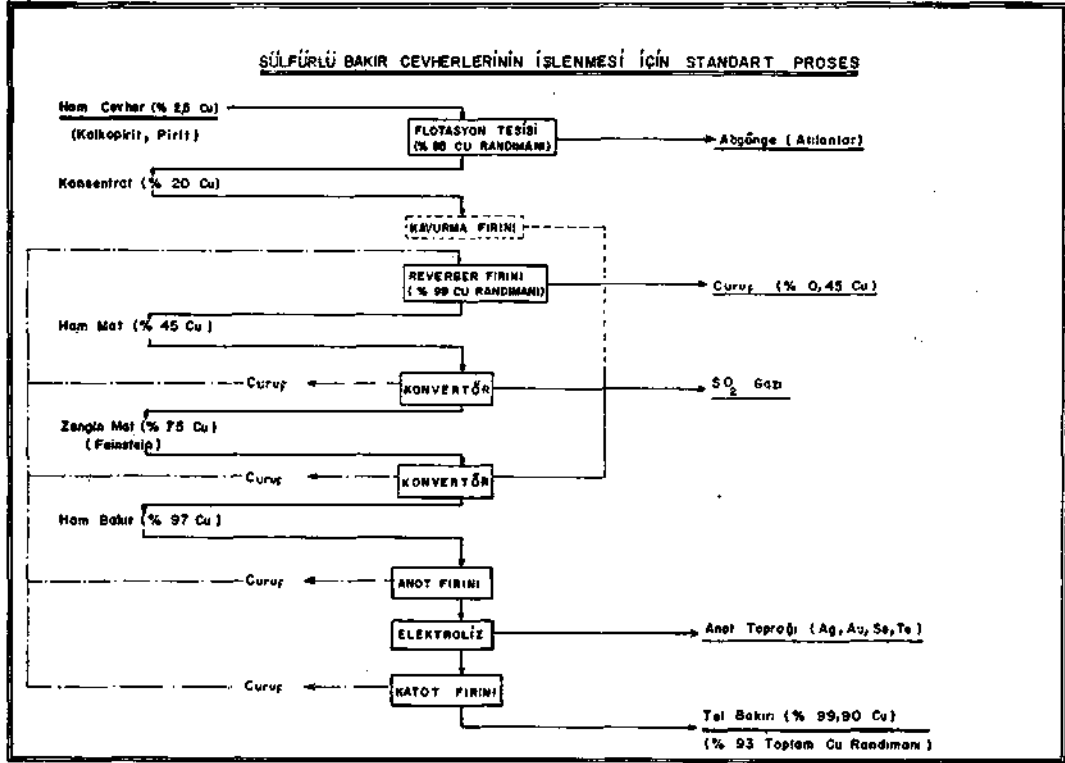 SÜLFÜRLÜ BAKIR CEVHERLERİNİN İŞLENMESİ İÇİN STANDART PROSES
Ham Cevher (% 2,5 Cu)
(Kalkopirit, Pirit)
FLOTASYON TESİSİ
(% CU RANDIMANI)
Abgänge (Atılanlar)
Konsentrat (% 20 Cu)
KAVURMA FIRINI
REVERBER FIRINI
(% 99 CU RANDIMANI)
Curuf (% 0,45 Cu)
Ham Mat (% 45 Cu)
Curuf
KONVERTÖR
SO2 Gazı
Zengin Mat (% 75 Cu)
(Feinstein)
Curuf
KONVERTÖR
Ham Bakır (% 97 Cu)
Curuf
ANOT FIRINI
ELEKTROLİZ
Anot Toprağı (Ag, Au, Se, Te)
Curuf
KATOT FIRINI
Tel Bakırı (% 99,90 Cu)
(% 93 Toplam Cu Randımanı)